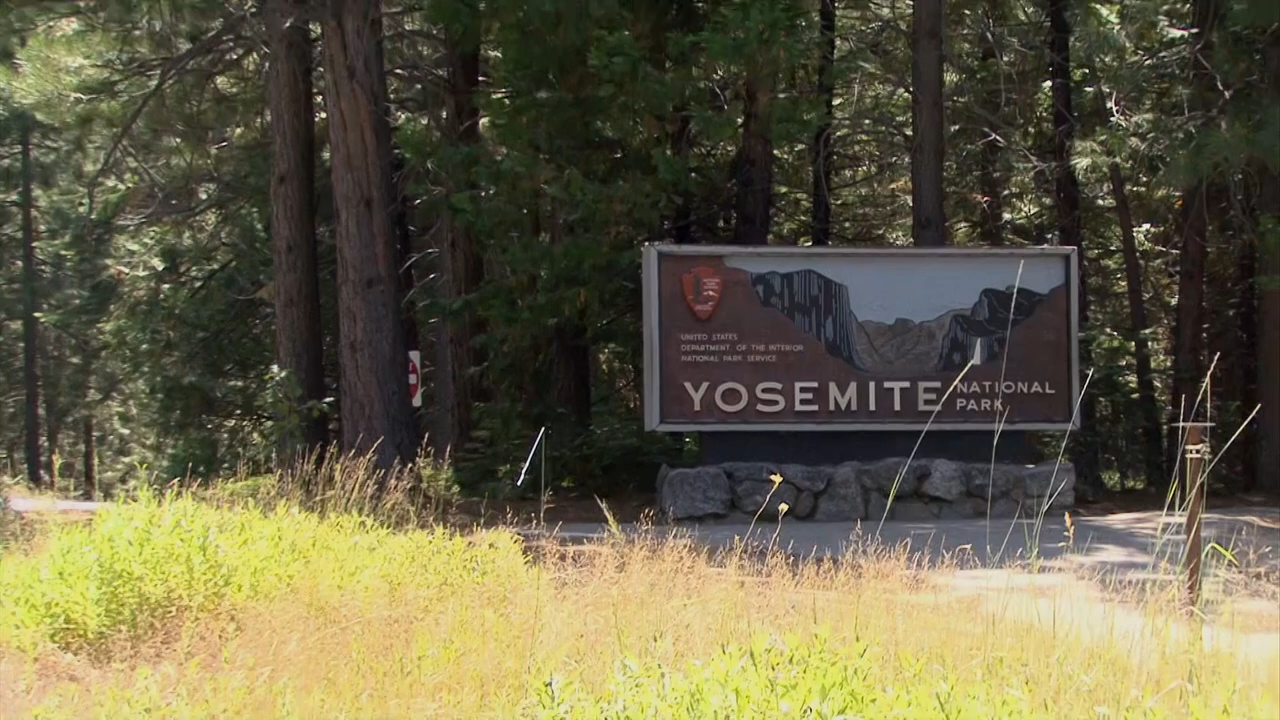 UNITED STATES
DEPARTMENT OF THE INTERIOR
NATIONAL PARK SERVICE
YOSEMITE
NATIONAL
PARK